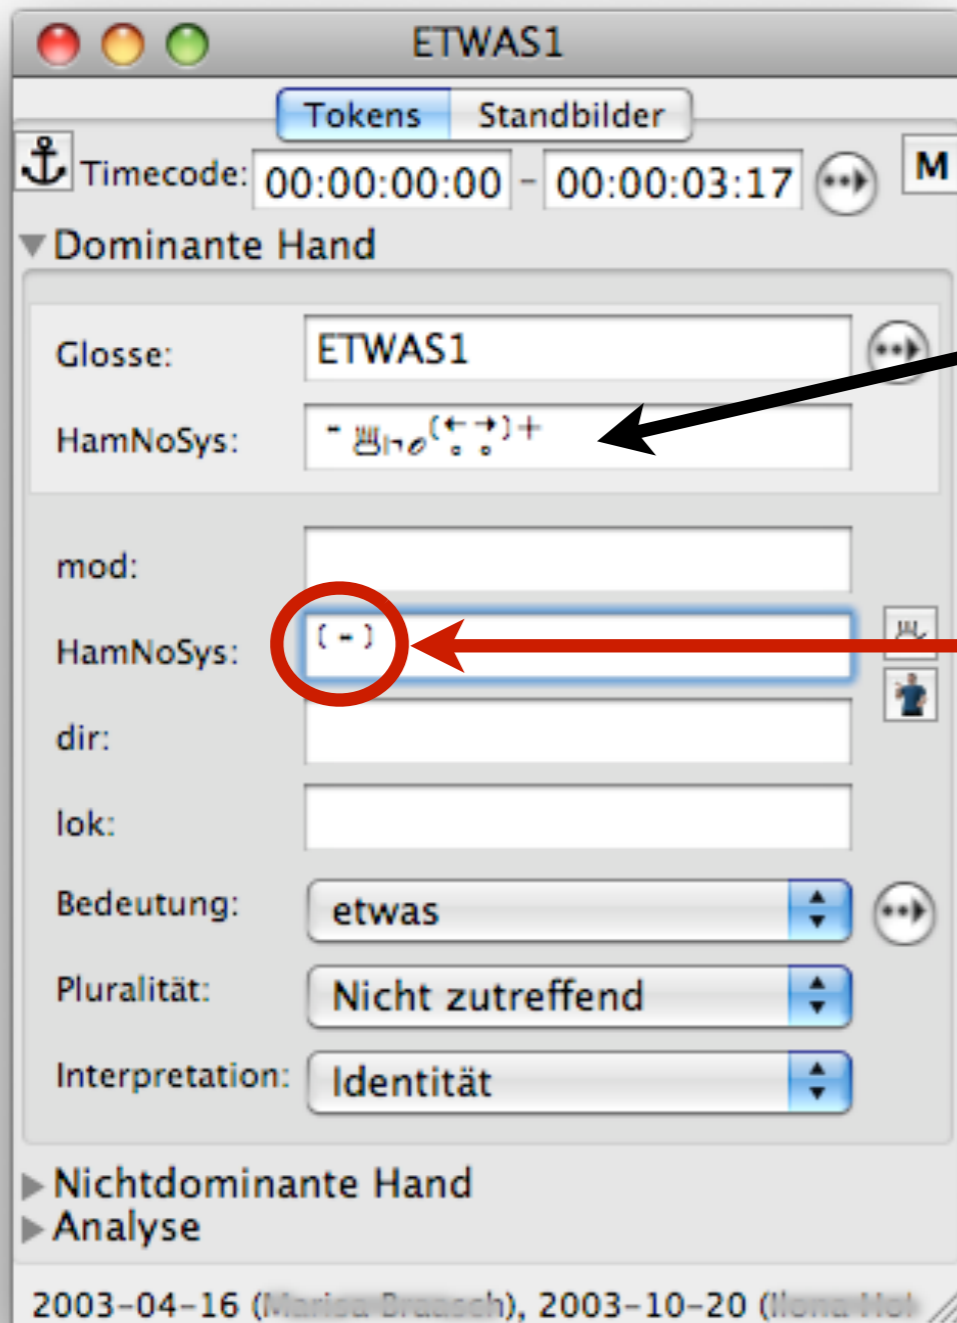 ETWAS1
Tokens Standbilder
Timecode: 00:00:00:00 - 00:00:03:17 M
Dominante Hand
Glosse: ETWAS1
HamNoSys:
mod:
HamNoSys: (-)
dir:
lok:
Bedeutung: etwas
Pluralität: Nicht zutreffend
Interpretation: Identität
Nichtdominante Hand
Analyse
2003-04-16 (), 2003-10-20 (